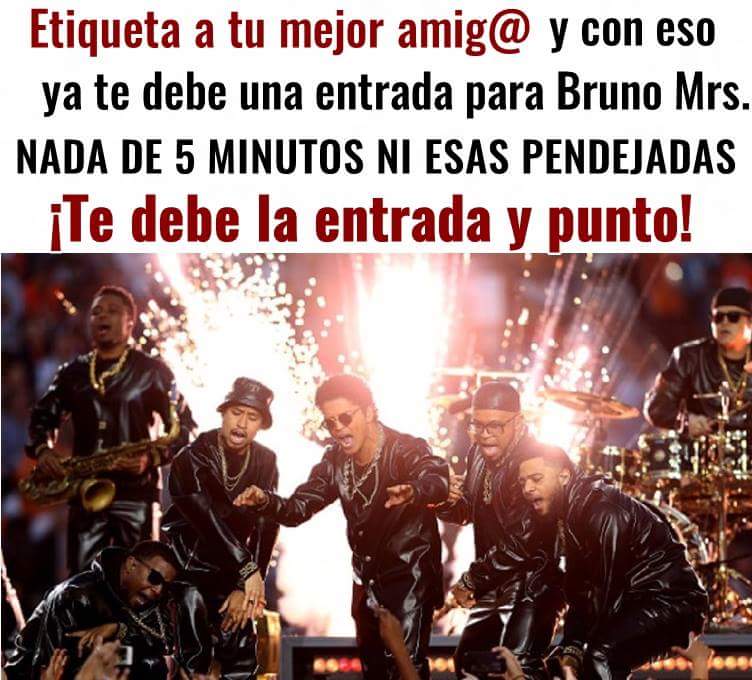 Etiqueta a tu mejor amig@ y con eso
ya te debe una entrada para Bruno Mrs.
NADA DE 5 MINUTOS NI ESAS PENDEJADAS
¡Te debe la entrada y punto!